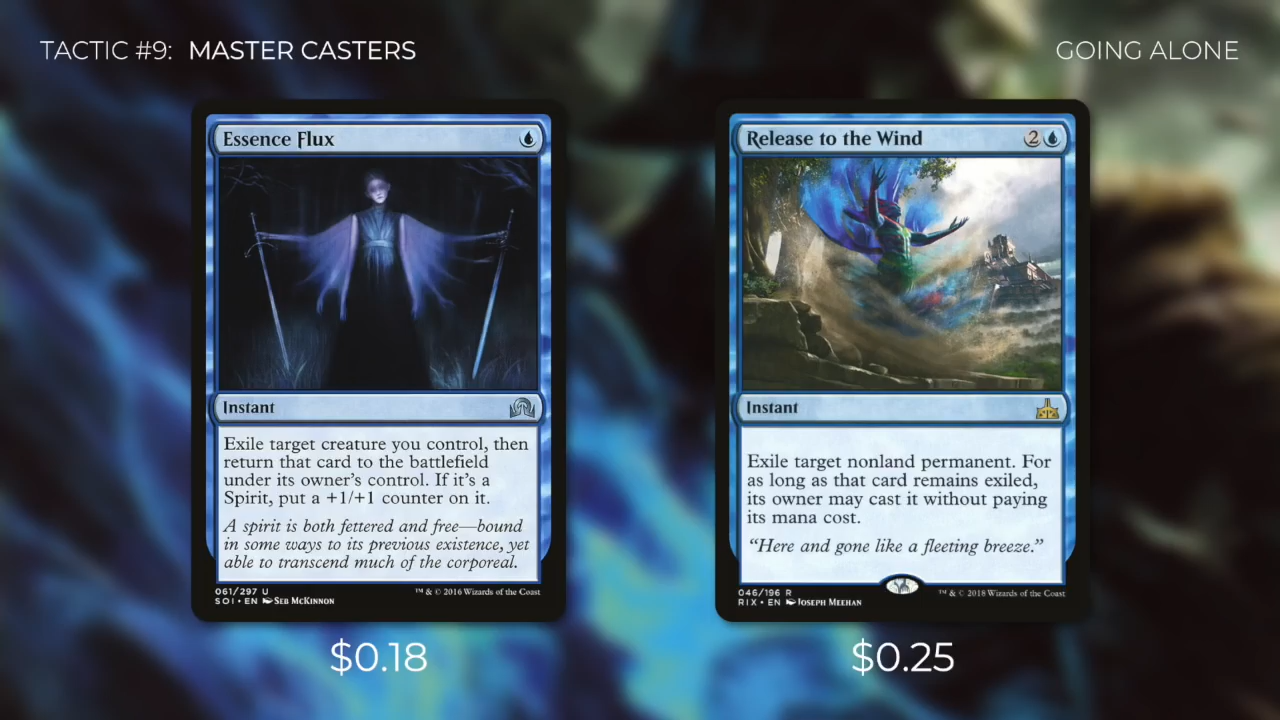 TACTIC #9: MASTER CASTERS
GOING ALONE
Essence Flux
Instant
Exile target creature you control, then
return that card to the battlefield
under its owner's control. If it's a
Spirit, put a +1/+1 counter on it.
A spirit is both fettered and free—bound
in some ways to its previous existence, yet
able to transcend much of the corporeal.
061/297 U
SOI • EN Seb McKinnon
™ & © 2016 Wizards of the Coast
$0.18
Release to the Wind
2
Instant
Exile target nonland permanent. For
as long as that card remains exiled,
its owner may cast it without paying
its mana cost.
"Here and gone like a fleeting breeze."
046/196 R
RIX • EN Joseph Meehan
™ & © 2018 Wizards of the Coast
$0.25